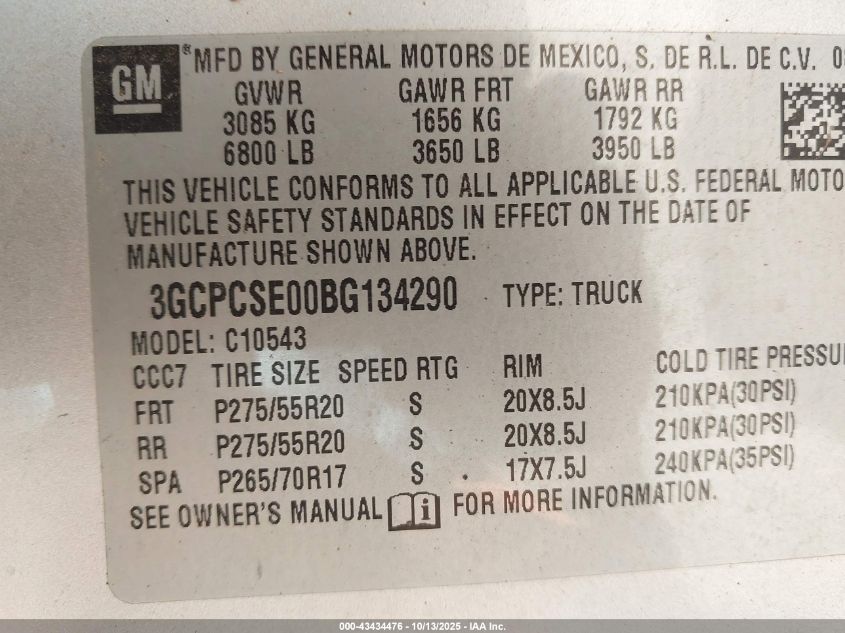 GM ® MFD BY GENERAL MOTORS DE MEXICO, S. DE R.L. DE C.V.
GVWR GAWR FRT GAWR RR
3085 KG 1656 KG 1792 KG
6800 LB 3650 LB 3950 LB
THIS VEHICLE CONFORMS TO ALL APPLICABLE U.S. FEDERAL MOTO
VEHICLE SAFETY STANDARDS IN EFFECT ON THE DATE OF
MANUFACTURE SHOWN ABOVE.
3GCPCSE00BG134290 TYPE: TRUCK
MODEL: C10543
CCC7 TIRE SIZE SPEED RTG RIM COLD TIRE PRESSU
FRT P275/55R20 S 20X8.5J 210KPA(30PSI)
RR P275/55R20 S 20X8.5J 210KPA(30PSI)
SPA P265/70R17 S 17X7.5J 240KPA(35PSI)
SEE OWNER'S MANUAL i FOR MORE INFORMATION.
000-43434476 | 10/13/2025 - IAA Inc.